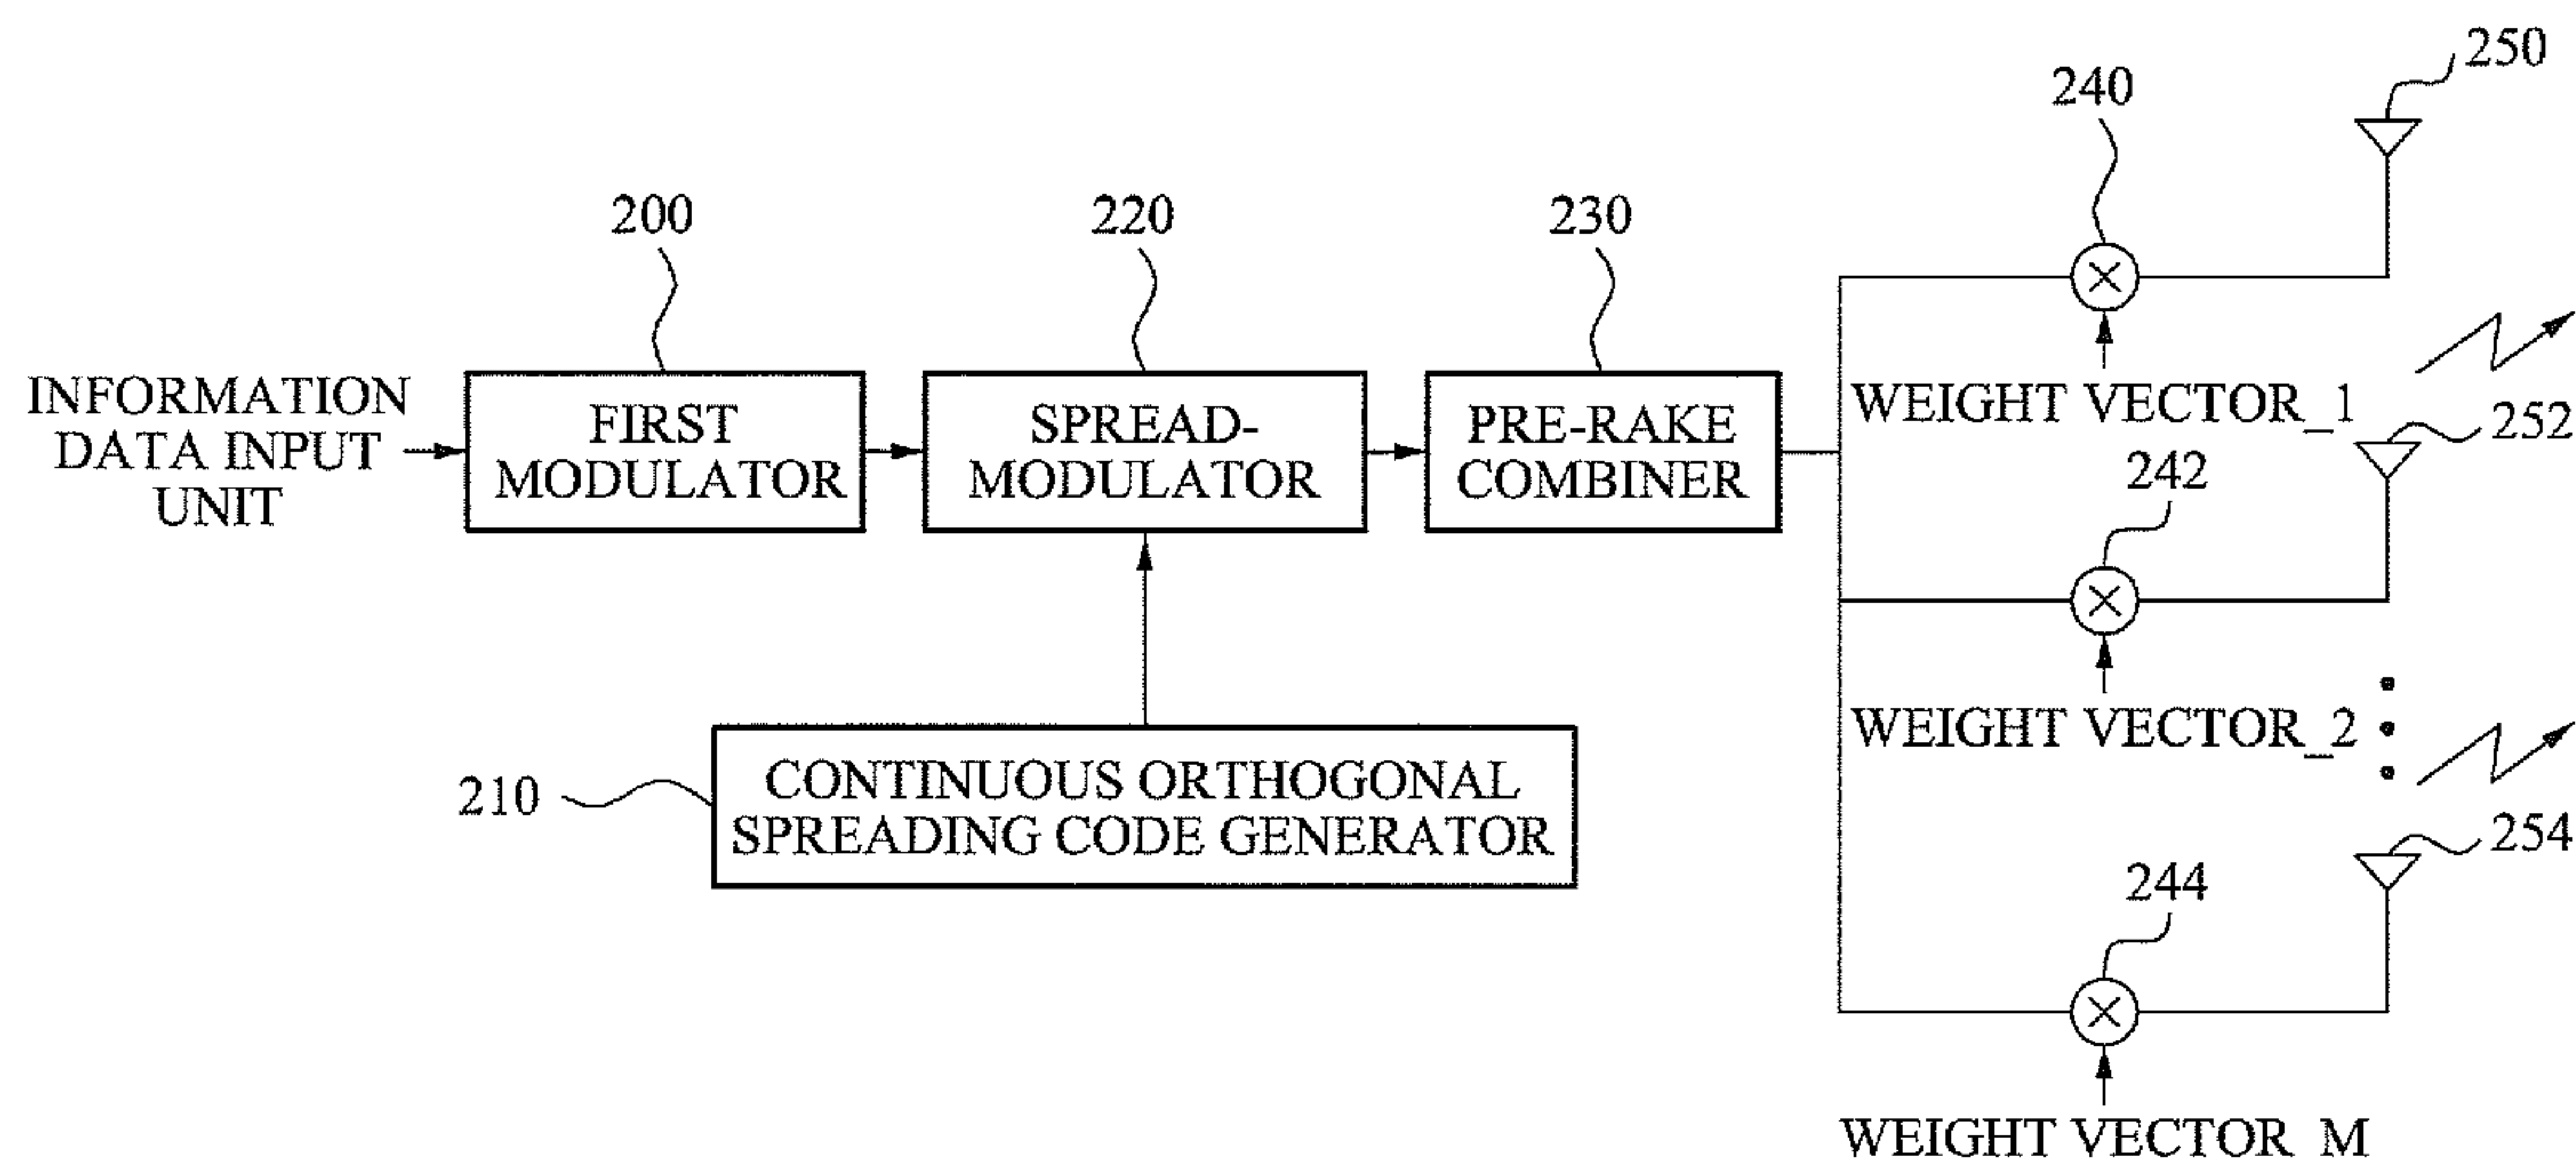 250
240
200
220
230
INFORMATION
DATA INPUT
UNIT
FIRST
MODULATOR
SPREAD-
MODULATOR
PRE-RAKE
COMBINER
WEIGHT VECTOR_1
252
242
WEIGHT VECTOR_2
210
CONTINUOUS ORTHOGONAL
SPREADING CODE GENERATOR
254
244
WEIGHT VECTOR M